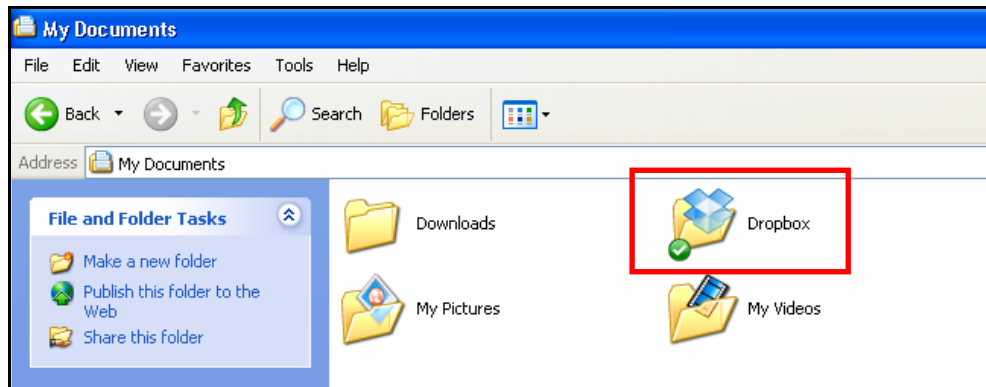 My Documents
File Edit View Favorites Tools Help
Back Search Folders
Address My Documents
File and Folder Tasks
Make a new folder
Publish this folder to the
Web
Share this folder
Downloads
Dropbox
My Pictures
My Videos